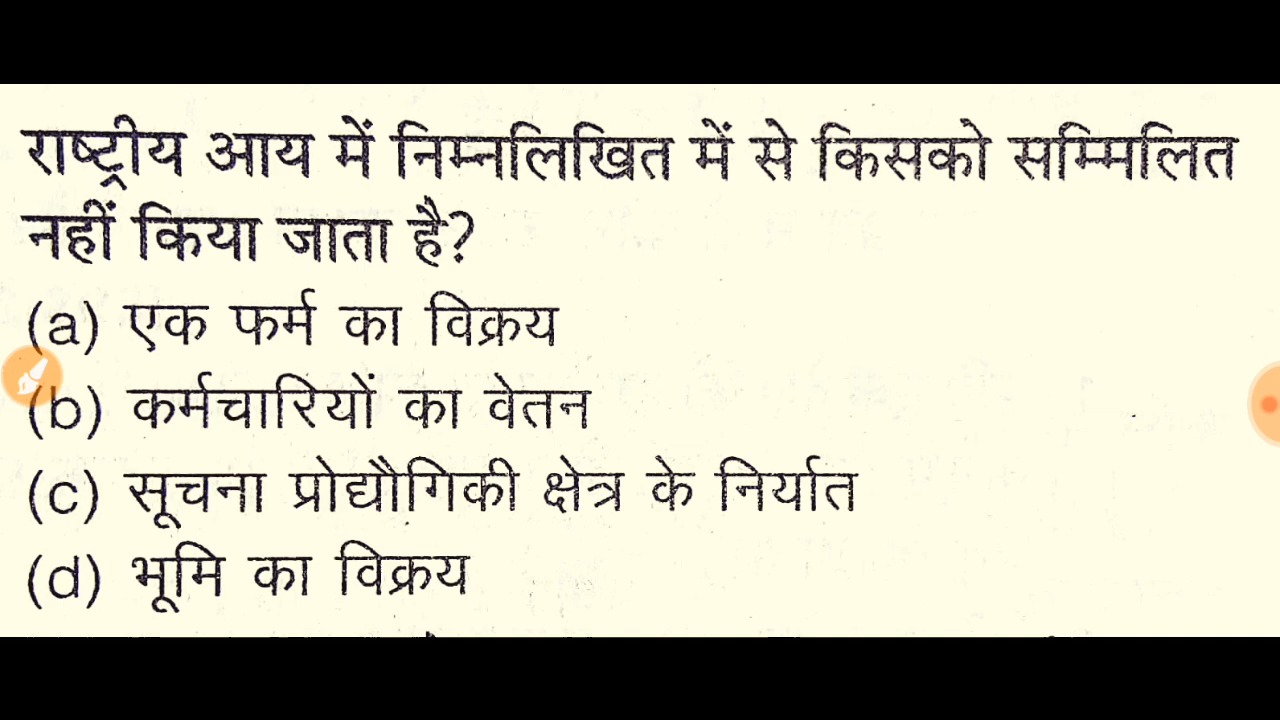 राष्ट्रीय आय में निम्नलिखित में से किसको सम्मिलित
नहीं किया जाता है?
(a) एक फर्म का विक्रय
(b) कर्मचारियों का वेतन
(c) सूचना प्रोद्यौगिकी क्षेत्र के निर्यात
(d) भूमि का विक्रय